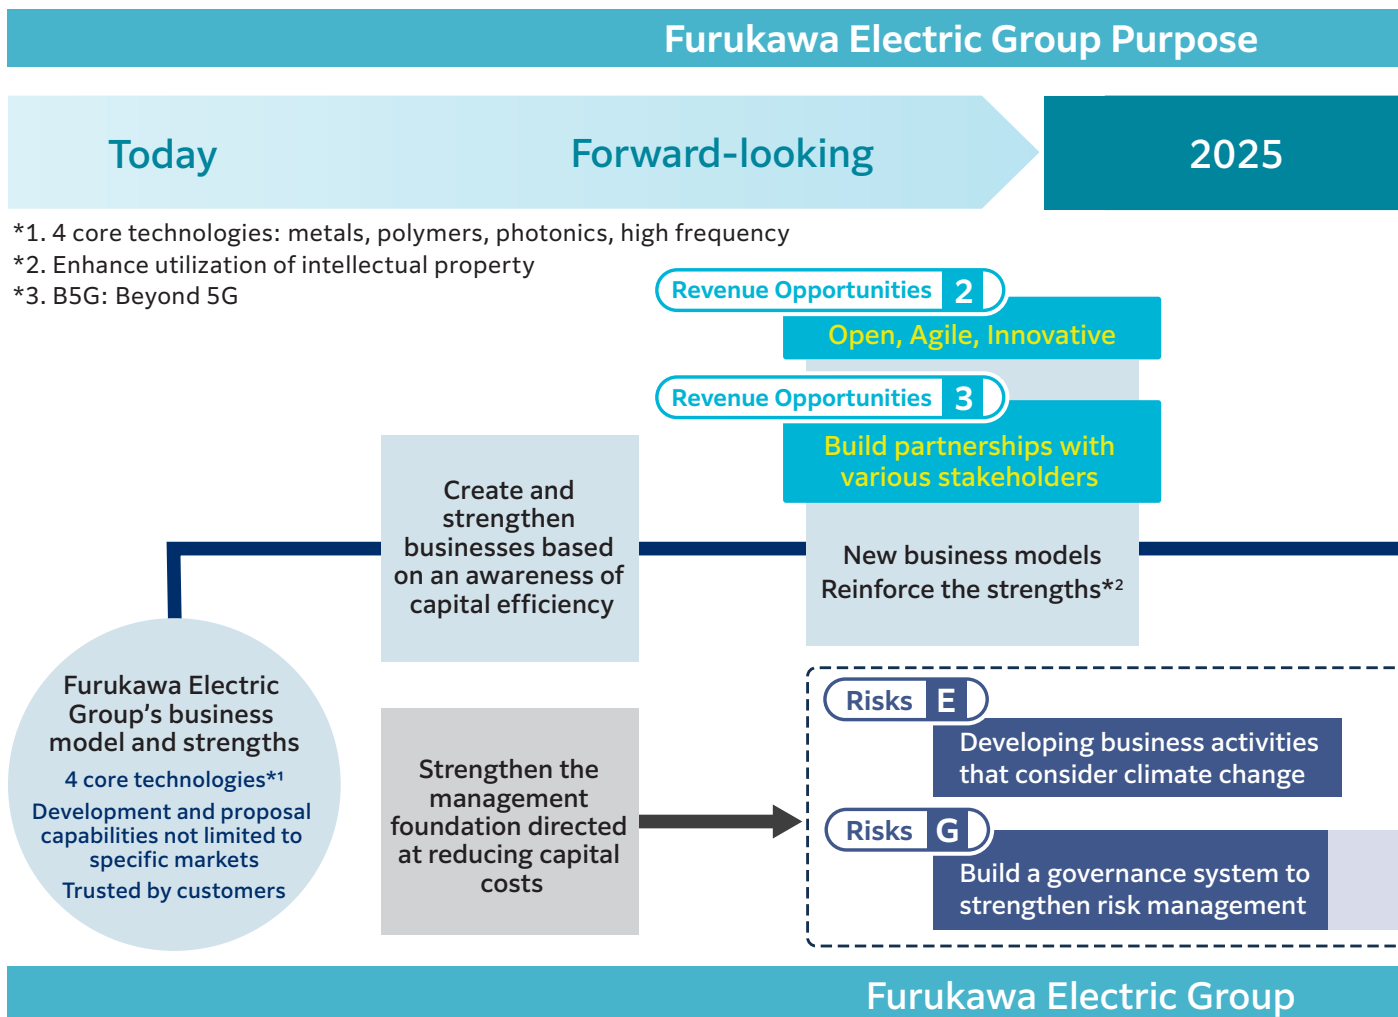 Furukawa Electric Group Purpose
Today
Forward-looking
2025
*1. 4 core technologies: metals, polymers, photonics, high frequency
*2. Enhance utilization of intellectual property
*3. B5G: Beyond 5G
Revenue Opportunities 2
Open, Agile, Innovative
Revenue Opportunities 3
Build partnerships with
various stakeholders
Create and
strengthen
businesses based
on an awareness of
capital efficiency
New business models
Reinforce the strengths*2
Furukawa Electric
Group's business
model and strengths
4 core technologies*1
Development and proposal
capabilities not limited to
specific markets
Trusted by customers
Strengthen the
management
foundation directed
at reducing capital
costs
Risks E
Developing business activities
that consider climate change
Risks G
Build a governance system to
strengthen risk management
Furukawa Electric Group